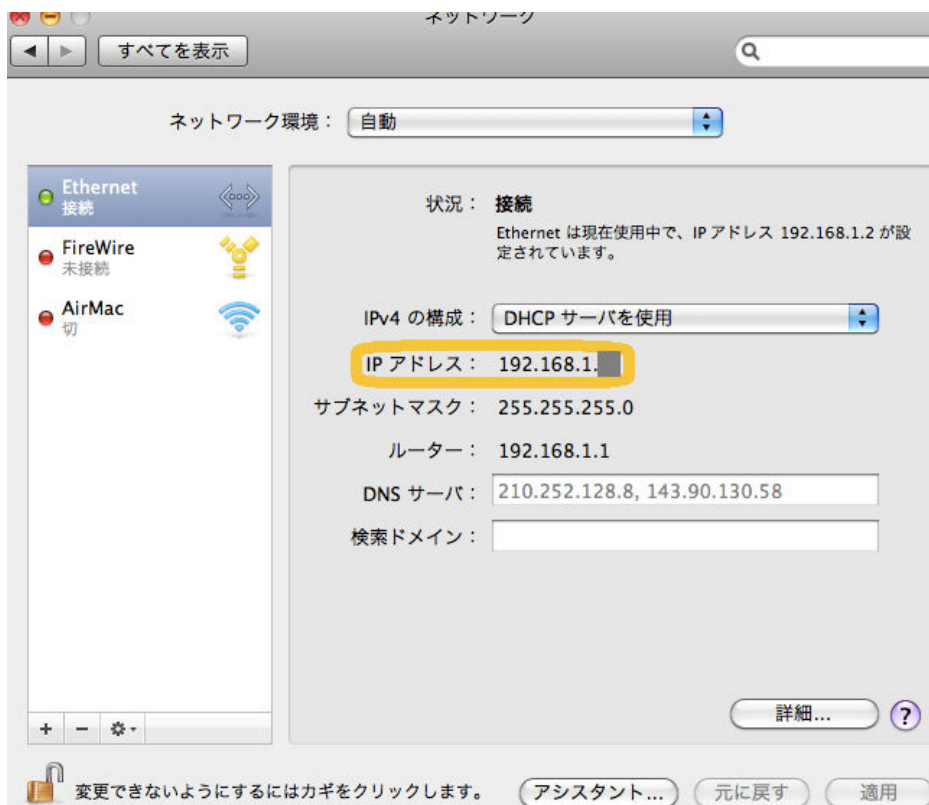 ネットワーク
すべてを表示
ネットワーク環境： 自動
Ethernet
接続
FireWire
未接続
AirMac
切
状況： 接続
Ethernet は現在使用中で、IP アドレス 192.168.1.2 が設
定されています。
IPv4 の構成： DHCP サーバを使用
IP アドレス： 192.168.1.
サブネットマスク： 255.255.255.0
ルーター： 192.168.1.1
DNS サーバ： 210.252.128.8, 143.90.130.58
検索ドメイン：
詳細... ?
変更できないようにするにはカギをクリックします。
アシスタント... 元に戻す 適用